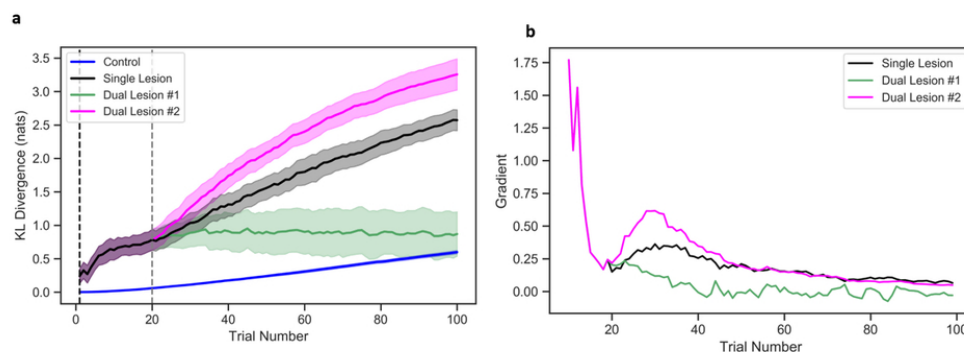 a
3.5
3.0
2.5
2.0
1.5
1.0
0.5
0.0
KL Divergence (nats)
Control
Single Lesion
Dual Lesion #1
Dual Lesion #2
0 20 40 60 80 100
Trial Number
b
1.75
1.50
1.25
1.00
0.75
0.50
0.25
0.00
Gradient
Single Lesion
Dual Lesion #1
Dual Lesion #2
20 40 60 80 100
Trial Number